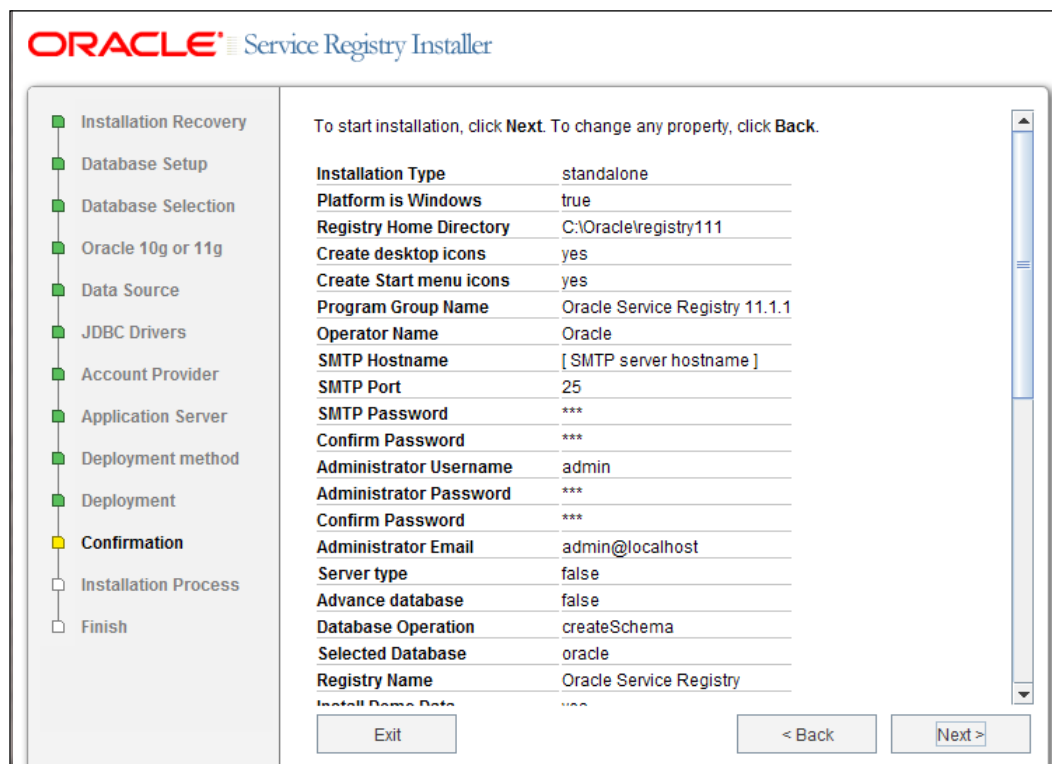 ORACLE Service Registry Installer
Installation Recovery
Database Setup
Database Selection
Oracle 10g or 11g
Data Source
JDBC Drivers
Account Provider
Application Server
Deployment method
Deployment
Confirmation
Installation Process
Finish
To start installation, click Next. To change any property, click Back.
Installation Type standalone
Platform is Windows true
Registry Home Directory C:\Oracle\registry111
Create desktop icons yes
Create Start menu icons yes
Program Group Name Oracle Service Registry 11.1.1
Operator Name Oracle
SMTP Hostname [ SMTP server hostname ]
SMTP Port 25
SMTP Password ***
Confirm Password ***
Administrator Username admin
Administrator Password ***
Confirm Password ***
Administrator Email admin@localhost
Server type false
Advance database false
Database Operation createSchema
Selected Database oracle
Registry Name Oracle Service Registry
Install Demo Data yes
Exit
< Back
Next >